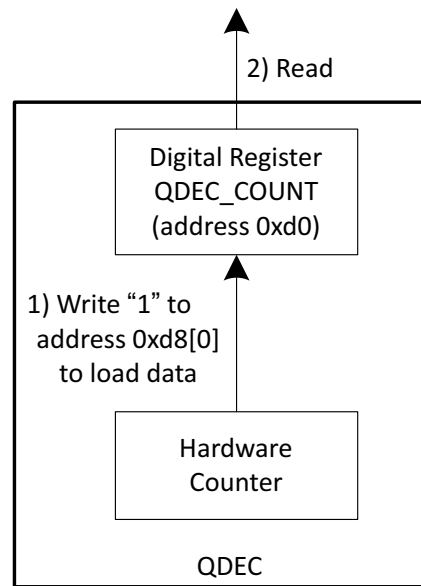 2) Read
Digital Register
QDEC_COUNT
(address 0xd0)
1) Write “1” to
address 0xd8[0]
to load data
Hardware
Counter
QDEC